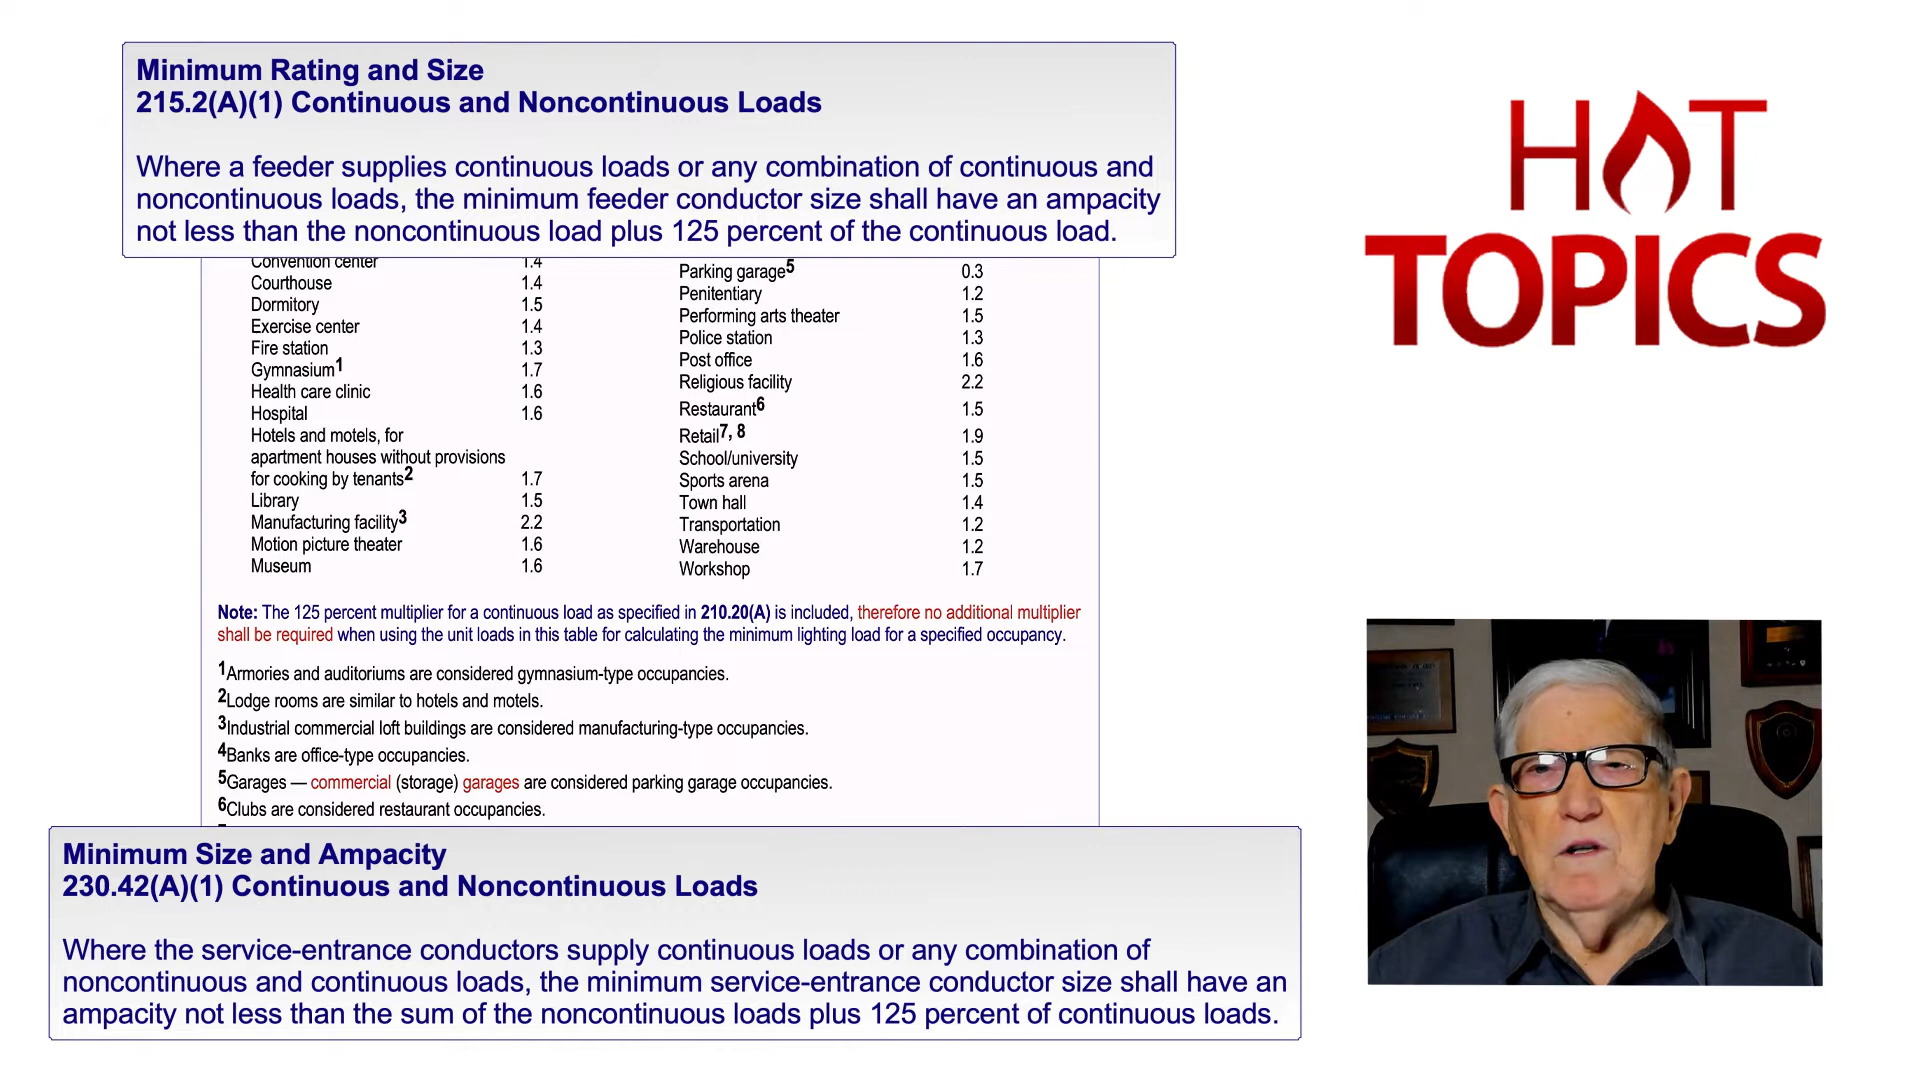 Minimum Rating and Size
215.2(A)(1) Continuous and Noncontinuous Loads
Where a feeder supplies continuous loads or any combination of continuous and
noncontinuous loads, the minimum feeder conductor size shall have an ampacity
not less than the noncontinuous load plus 125 percent of the continuous load.
Convention center 1.4
Courthouse 1.4
Dormitory 1.5
Exercise center 1.4
Fire station 1.3
Gymnasium1 1.7
Health care clinic 1.6
Hospital 1.6
Hotels and motels, for
apartment houses without provisions
for cooking by tenants2 1.7
Library 1.5
Manufacturing facility3 2.2
Motion picture theater 1.6
Museum 1.6
Parking garage5 0.3
Penitentiary 1.2
Performing arts theater 1.5
Police station 1.3
Post office 1.6
Religious facility 2.2
Restaurant6 1.5
Retail7, 8 1.9
School/university 1.5
Sports arena 1.5
Town hall 1.4
Transportation 1.2
Warehouse 1.2
Workshop 1.7
Note: The 125 percent multiplier for a continuous load as specified in 210.20(A) is included, therefore no additional multiplier
shall be required when using the unit loads in this table for calculating the minimum lighting load for a specified occupancy.
1Armories and auditoriums are considered gymnasium-type occupancies.
2Lodge rooms are similar to hotels and motels.
3Industrial commercial loft buildings are considered manufacturing-type occupancies.
4Banks are office-type occupancies.
5Garages — commercial (storage) garages are considered parking garage occupancies.
6Clubs are considered restaurant occupancies.
Minimum Size and Ampacity
230.42(A)(1) Continuous and Noncontinuous Loads
Where the service-entrance conductors supply continuous loads or any combination of
noncontinuous and continuous loads, the minimum service-entrance conductor size shall have an
ampacity not less than the sum of the noncontinuous loads plus 125 percent of continuous loads.
HOT
TOPICS